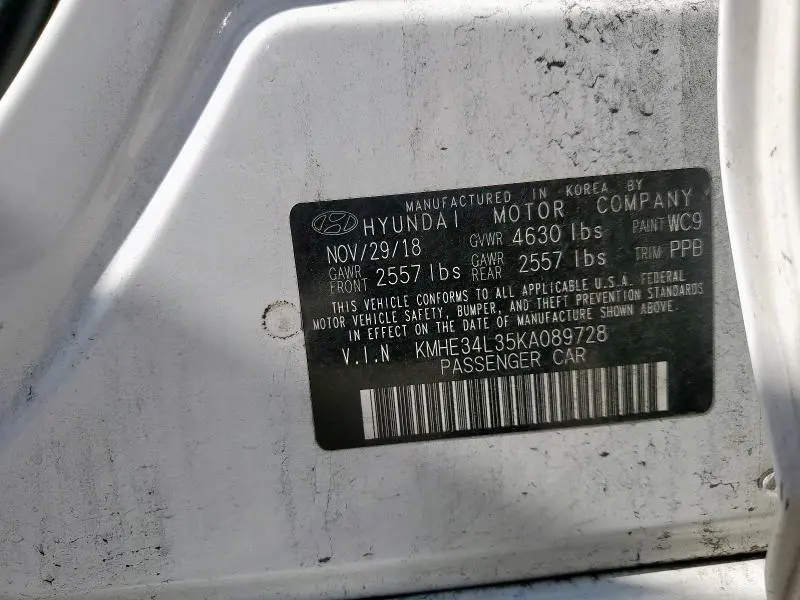 MANUFACTURED IN KOREA BY
HYUNDAI MOTOR COMPANY
NOV/29/18 GVWR 4630 lbs PAINT WC9
GAWR FRONT 2557 lbs GAWR REAR 2557 lbs TRIM PPB
THIS VEHICLE CONFORMS TO ALL APPLICABLE U.S.A. FEDERAL
MOTOR VEHICLE SAFETY, BUMPER, AND THEFT PREVENTION STANDARDS
IN EFFECT ON THE DATE OF MANUFACTURE SHOWN ABOVE.
V.I.N KMHE34L35KA089728
PASSENGER CAR